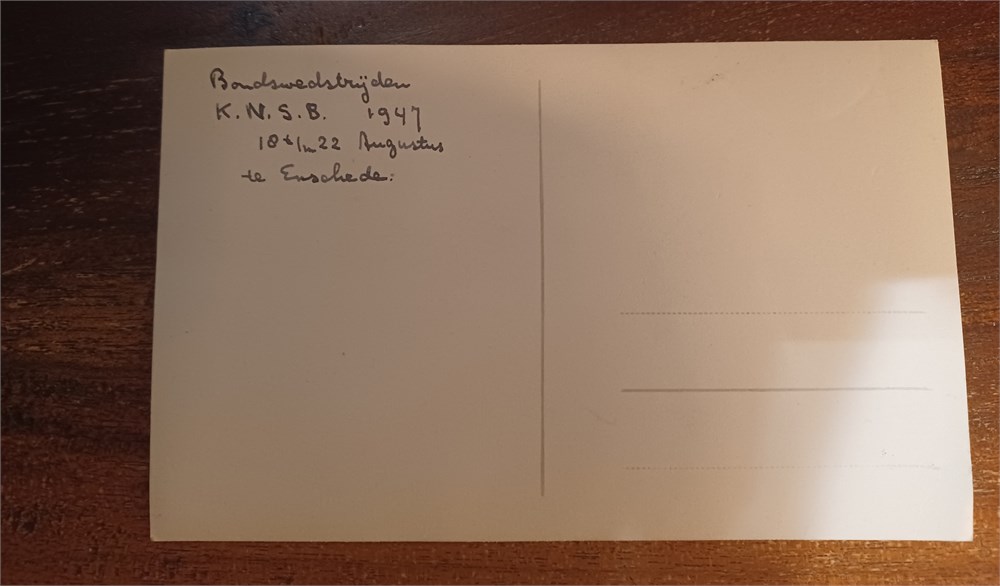 Bondswedstrijden
K.N.S.B. 1947
18 t/m 22 Augustus
te Enschede.